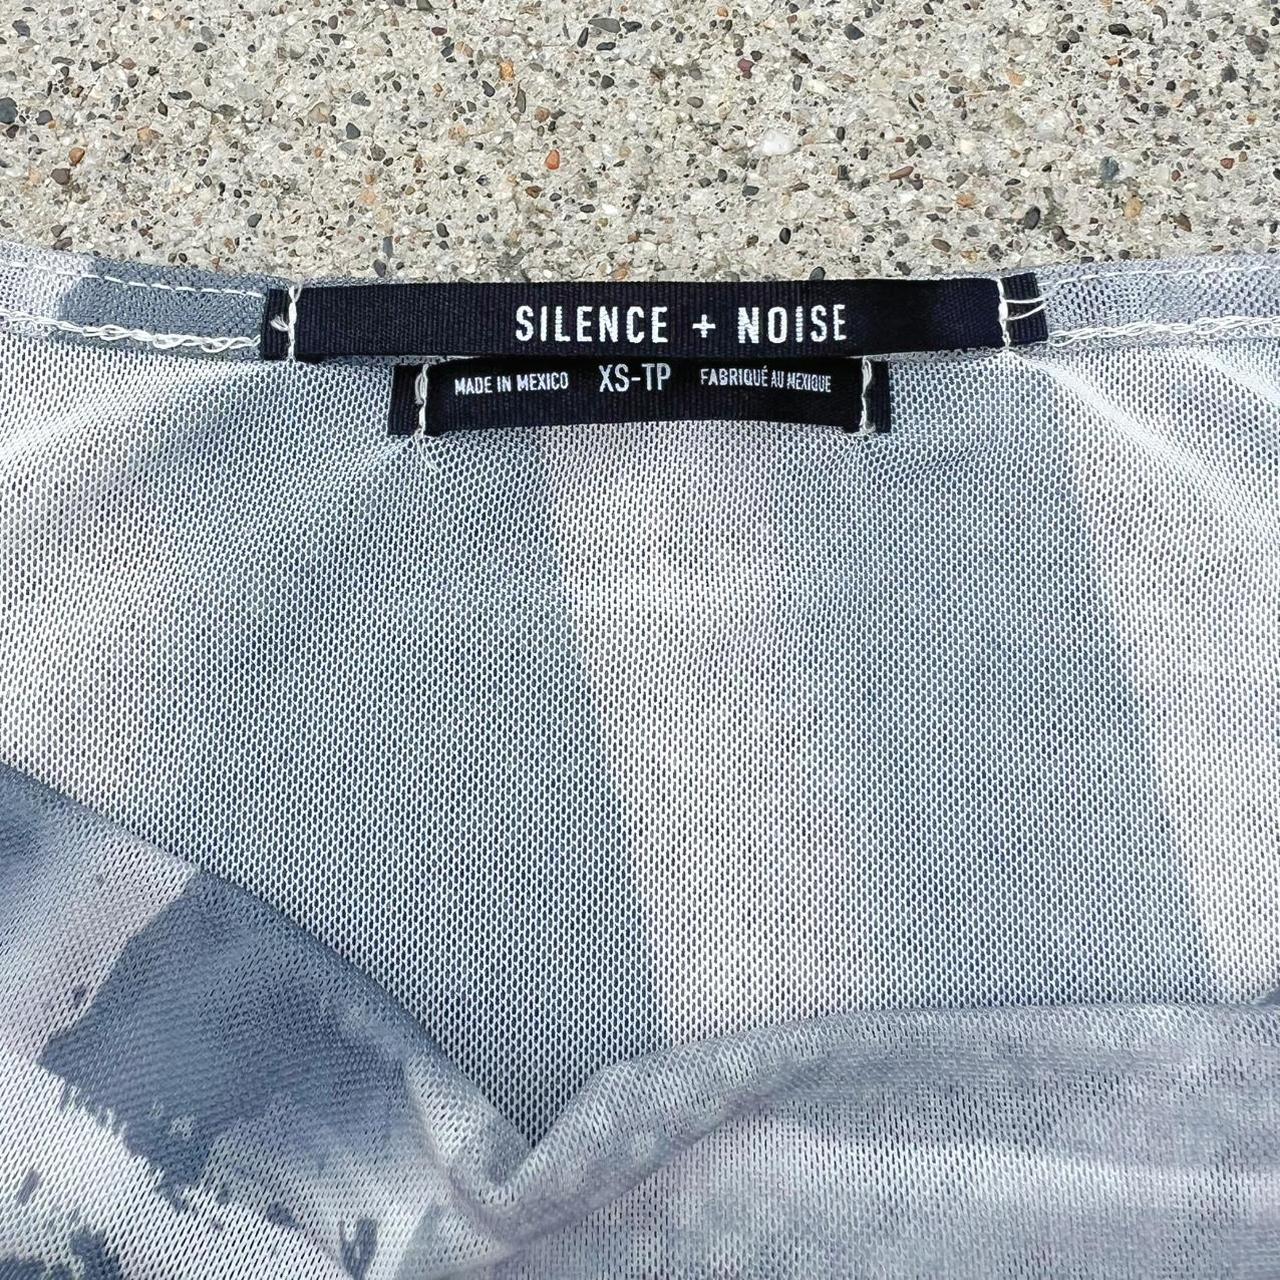 SILENCE + NOISE
MADE IN MEXICO XS-TP FABRIQUÉ AU MEXIQUE